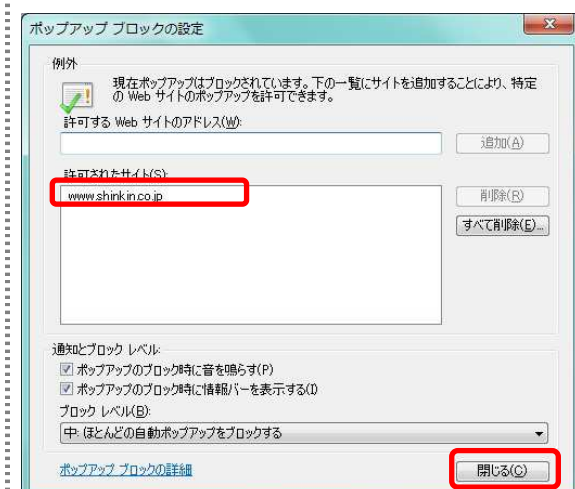 ポップアップ ブロックの設定
例外
現在ポップアップはブロックされています。下の一覧にサイトを追加することにより、特定
の Web サイトのポップアップを許可できます。
許可する Web サイトのアドレス(W):
追加(A)
許可されたサイト(S):
www.shinkin.co.jp
削除(R)
すべて削除(E)...
通知とブロック レベル:
ポップアップのブロック時に音を鳴らす(P)
ポップアップのブロック時に情報バーを表示する(I)
ブロック レベル(B):
中: ほとんどの自動ポップアップをブロックする
ポップアップ ブロックの詳細
閉じる(C)